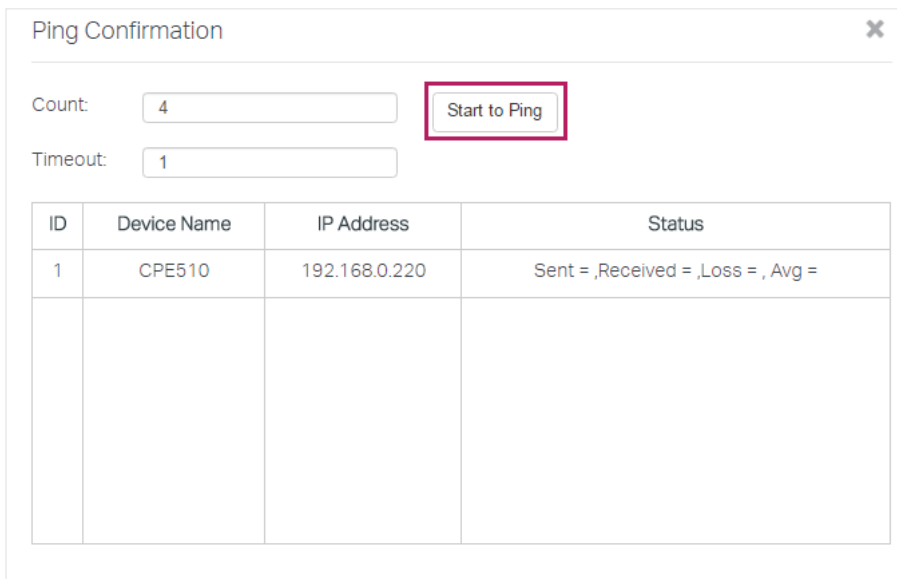 Ping Confirmation
Count: 4 Start to Ping
Timeout: 1
ID Device Name IP Address Status
1 CPE510 192.168.0.220 Sent = ,Received = ,Loss = , Avg =